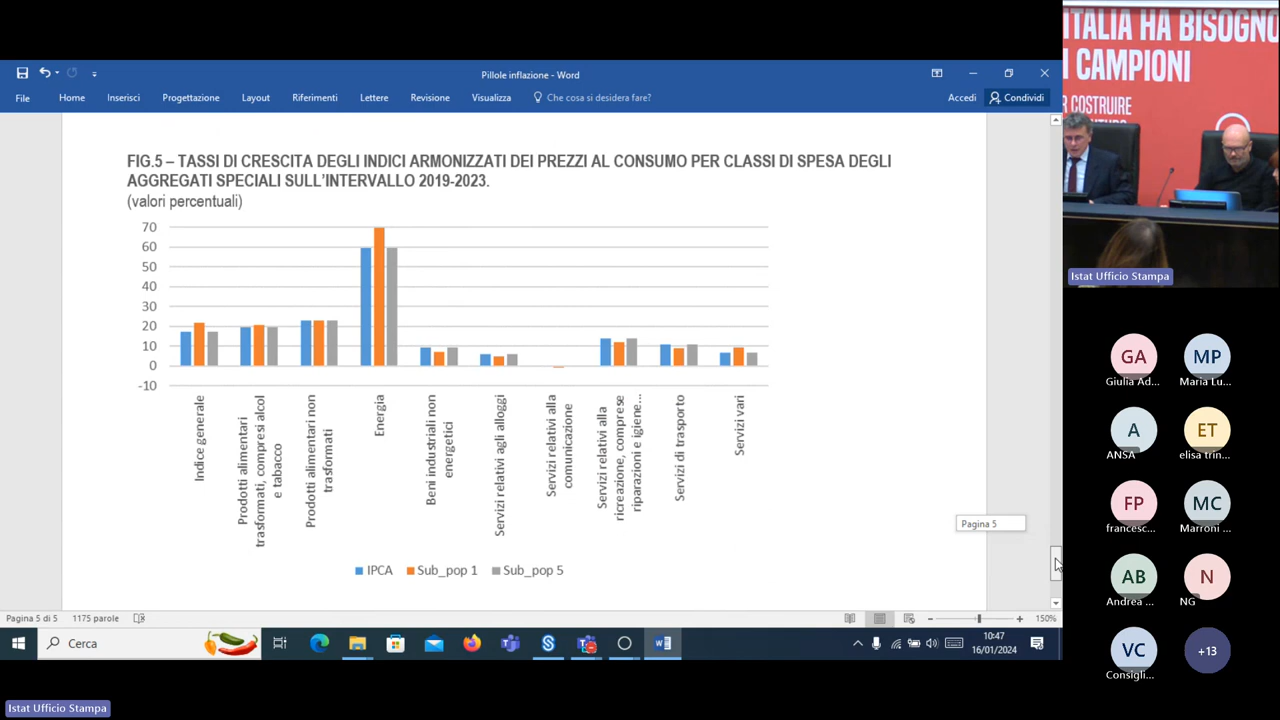 Pillole inflazione - Word
File
Home
Inserisci
Progettazione
Layout
Riferimenti
Lettere
Revisione
Visualizza
Che cosa si desidera fare?
Accedi
Condividi
FIG.5 – TASSI DI CRESCITA DEGLI INDICI ARMONIZZATI DEI PREZZI AL CONSUMO PER CLASSI DI SPESA DEGLI
AGGREGATI SPECIALI SULL'INTERVALLO 2019-2023.
(valori percentuali)
70
60
50
40
30
20
10
0
-10
Indice generale
Prodotti alimentari
trasformati, compresi alcol
e tabacco
Prodotti alimentari non
trasformati
Energia
Beni industriali non
energetici
Servizi relativi agli alloggi
Servizi relativi alla
comunicazione
Servizi relativi alla
ricreazione, comprese
riparazioni e igiene...
Servizi di trasporto
Servizi vari
IPCA
Sub_pop 1
Sub_pop 5
Pagina 5
Pagina 5 di 5
1175 parole
150%
Cerca
10:47
16/01/2024
Istat Ufficio Stampa
ITALIA HA BISOGNO
I CAMPIONI
R COSTRUIRE
Istat Ufficio Stampa
GA
Giulia Ad...
MP
Maria Lu...
A
ANSA
ET
elisa trin...
FP
francesc...
MC
Marroni ...
AB
Andrea ...
N
NG
VC
Consigli...
+13